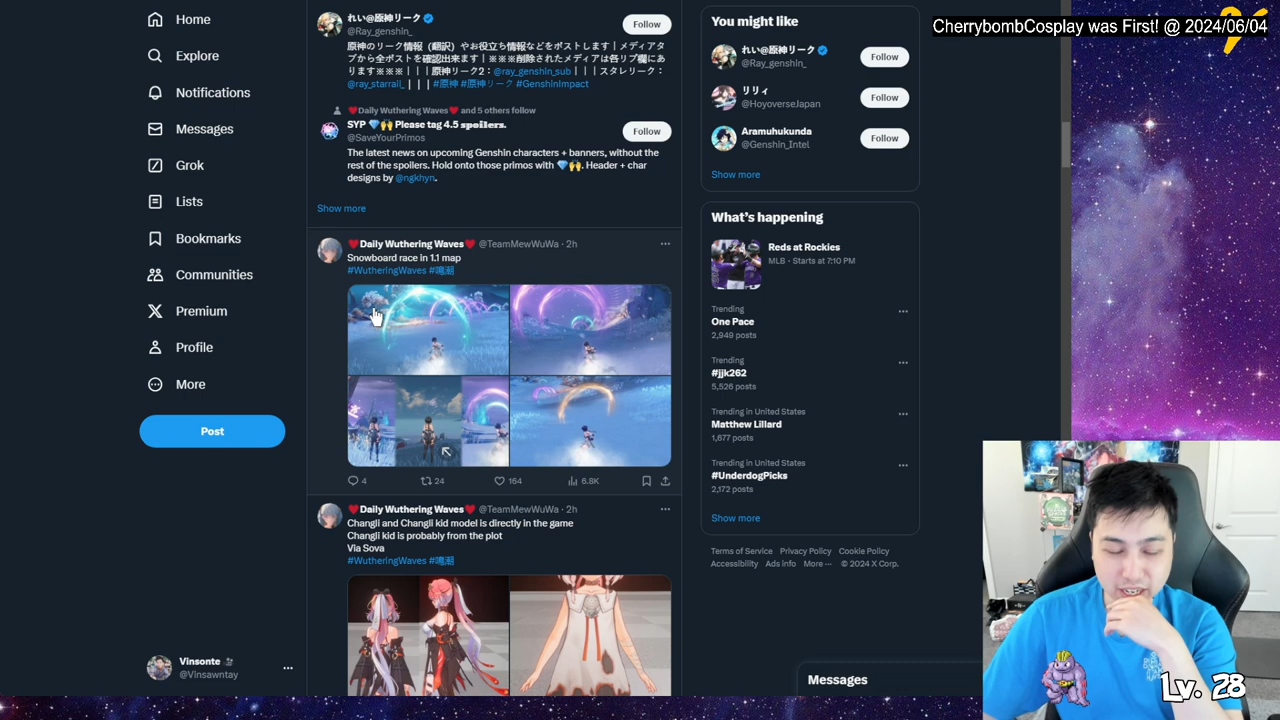 Home
Explore
Notifications
Messages
Grok
Lists
Bookmarks
Communities
Premium
Profile
More
Post
Vinsonte
@Vinsawntay
れい@原神リーク
@Ray_genshin_
Follow
原神のリーク情報（翻訳）やお役立ち情報などをポストします｜メディアタ
ブから全ポストを確認出来ます｜※※※削除されたメディアは各リプ欄にあ
ります※※※｜｜｜原神リーク2：@ray_genshin_sub｜｜｜スタレリーク：
@ray_starrail_｜｜｜#原神 #原神リーク #GenshinImpact
❤️Daily Wuthering Waves❤️ and 5 others follow
SYP 💎🙌 Please tag 4.5 spoilers.
@SaveYourPrimos
Follow
The latest news on upcoming Genshin characters + banners, without the
rest of the spoilers. Hold onto those primos with 💎🙌. Header + char
designs by @ngkhyn.
Show more
❤️Daily Wuthering Waves❤️ @TeamMewWuWa · 2h
Snowboard race in 1.1 map
#WutheringWaves #鳴潮
4
24
164
6.8K
❤️Daily Wuthering Waves❤️ @TeamMewWuWa · 2h
Changli and Changli kid model is directly in the game
Changli kid is probably from the plot
Via Sova
#WutheringWaves #鳴潮
You might like
れい@原神リーク
@Ray_genshin_
Follow
リリィ
@HoyoverseJapan
Follow
Aramuhukunda
@Genshin_Intel
Follow
Show more
What's happening
Reds at Rockies
MLB · Starts at 7:10 PM
Trending
One Pace
2,949 posts
Trending
#jjk262
5,526 posts
Trending in United States
Matthew Lillard
1,677 posts
Trending in United States
#UnderdogPicks
2,172 posts
Show more
Terms of Service Privacy Policy Cookie Policy
Accessibility Ads info More ··· © 2024 X Corp.
Messages
CherrybombCosplay was First! @ 2024/06/04
Lv. 28